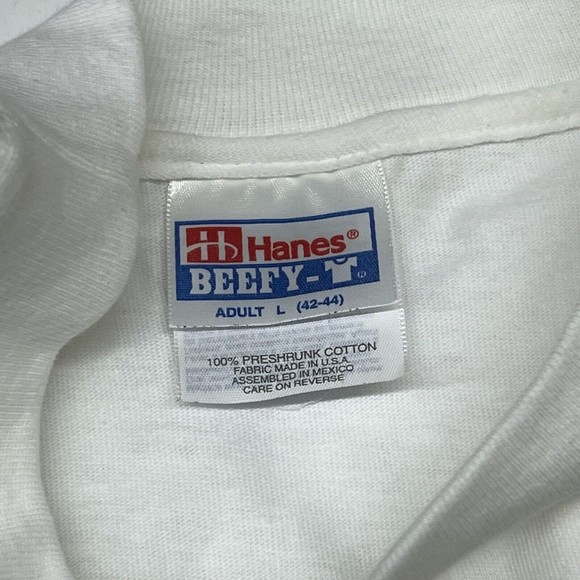 Hanes®
BEEFY-T®
ADULT L (42-44)
100% PRESHRUNK COTTON
FABRIC MADE IN U.S.A.
ASSEMBLED IN MEXICO
CARE ON REVERSE